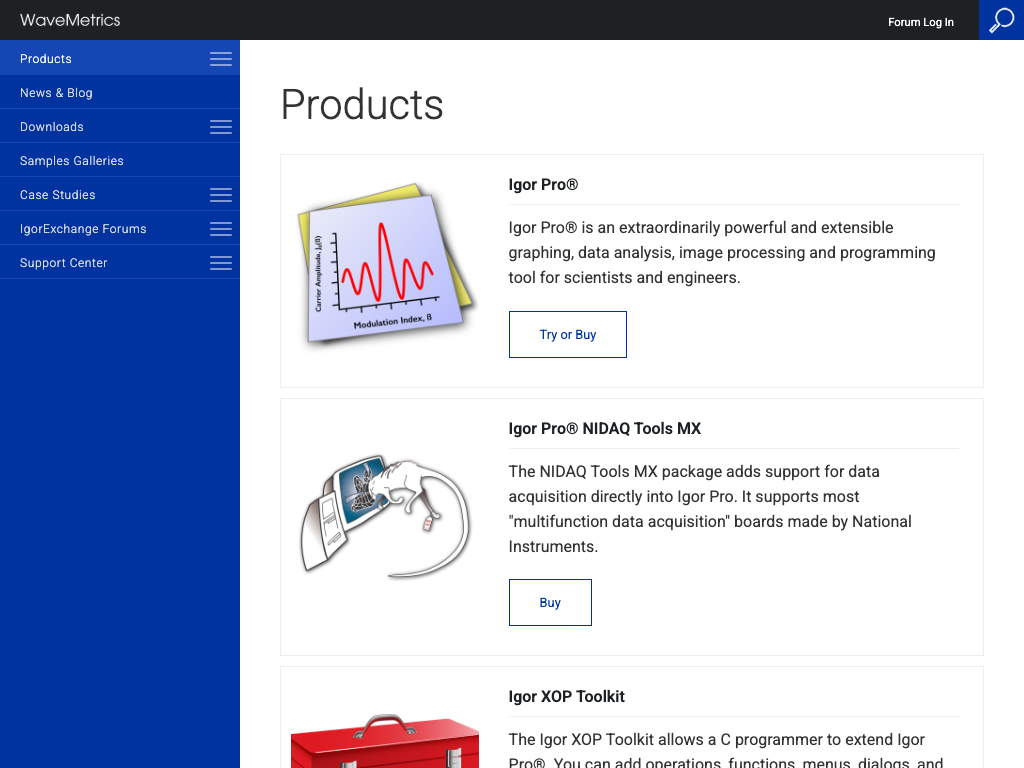 WaveMetrics
Forum Log In
Products
News & Blog
Downloads
Samples Galleries
Case Studies
IgorExchange Forums
Support Center
Products
Carrier Amplitude, J₀(ß)
Modulation Index, ß
Igor Pro®
Igor Pro® is an extraordinarily powerful and extensible
graphing, data analysis, image processing and programming
tool for scientists and engineers.
Try or Buy
Igor Pro® NIDAQ Tools MX
The NIDAQ Tools MX package adds support for data
acquisition directly into Igor Pro. It supports most
"multifunction data acquisition" boards made by National
Instruments.
Buy
Igor XOP Toolkit
The Igor XOP Toolkit allows a C programmer to extend Igor
Pro®. You can add operations, functions, menus, dialogs, and